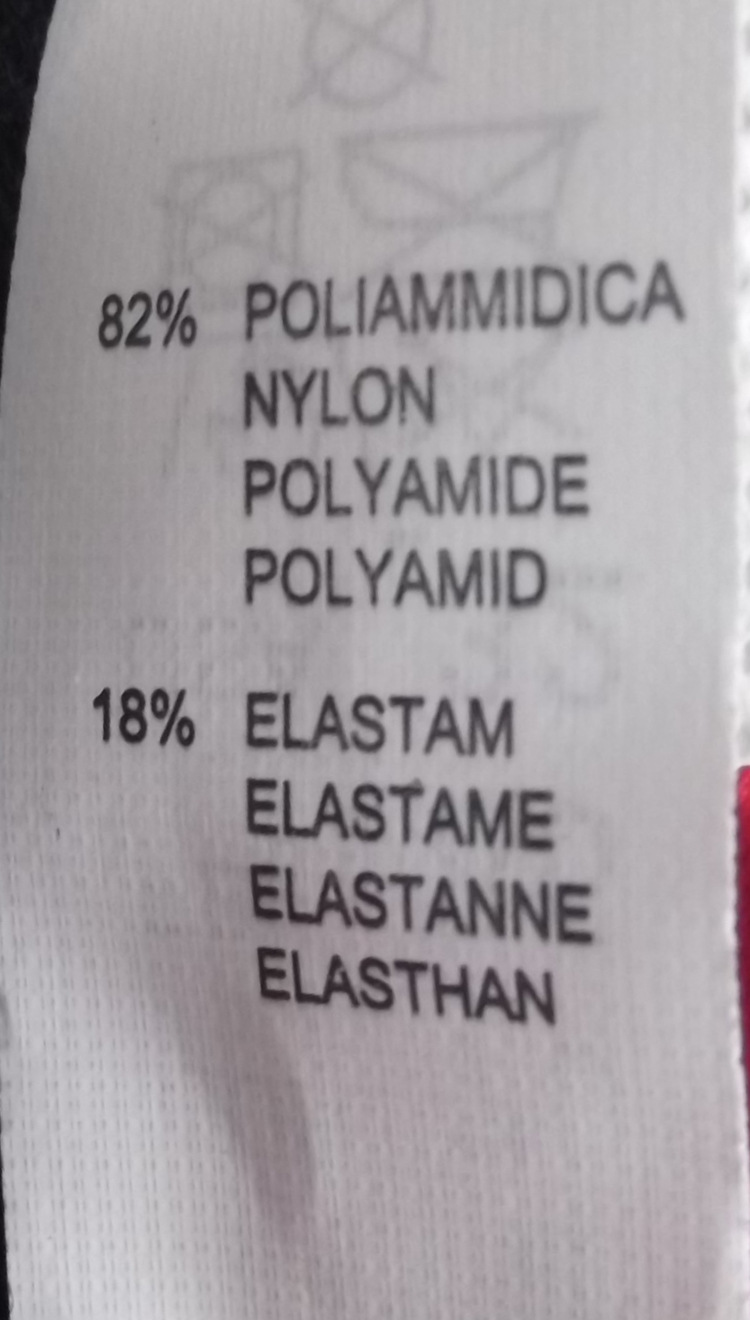 82% POLIAMMIDICA
NYLON
POLYAMIDE
POLYAMID
18% ELASTAM
ELASTAME
ELASTANNE
ELASTHAN